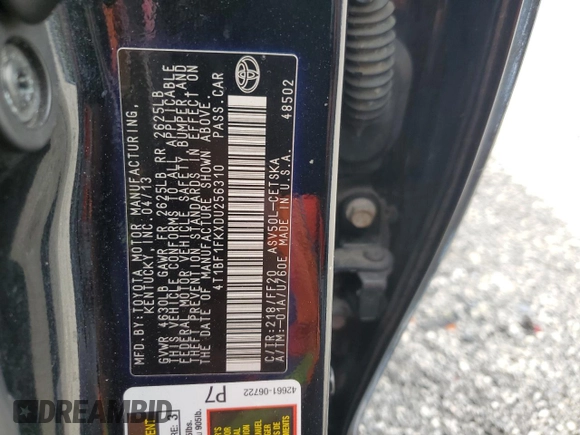 MFD.BY:TOYOTA MOTOR MANUFACTURING,
KENTUCKY, INC. 04/13
GVWR 4630LB GAWR FR 2625LB RR 2625LB
THIS VEHICLE CONFORMS TO ALL APPLICABLE
FEDERAL MOTOR VEHICLE SAFETY, BUMPER, AND
THEFT PREVENTION STANDARDS IN EFFECT ON
THE DATE OF MANUFACTURE SHOWN ABOVE.
4T1BF1FKXDU256310 PASS.CAR
C/TR:218/FF20 ASV50L-CETSKA
A/TM:-01A/U760E MADE IN U.S.A.
48502
42661-06722
P7
DRIVEHISTORY